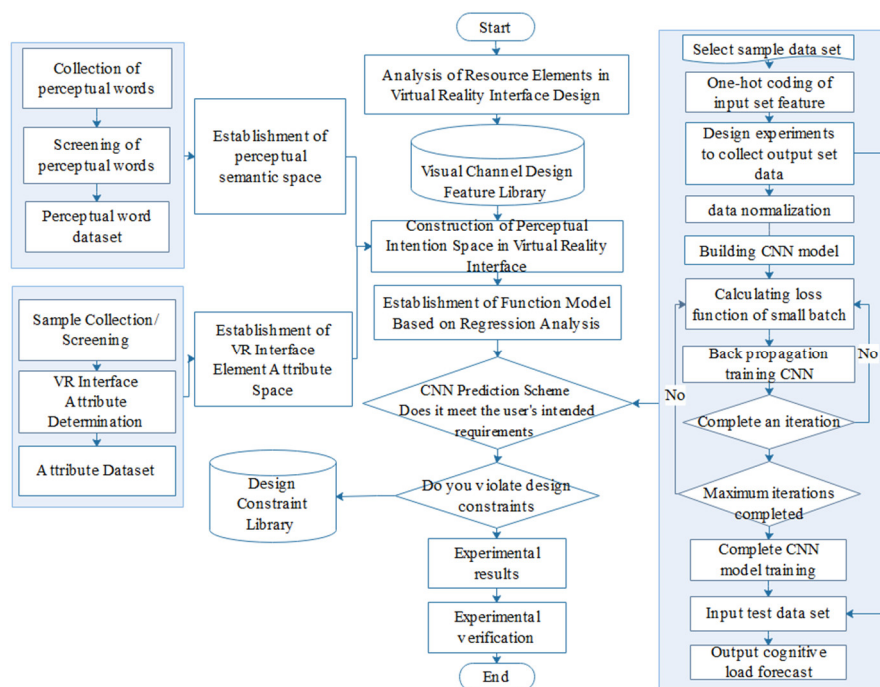 Start
Analysis of Resource Elements in
Virtual Reality Interface Design
Visual Channel Design
Feature Library
Construction of Perceptual
Intention Space in Virtual Reality
Interface
Establishment of Function Model
Based on Regression Analysis
CNN Prediction Scheme
Does it meet the user's intended
requirements
Do you violate design
constraints
Experimental
results
Experimental
verification
End
Collection of
perceptual words
Screening of
perceptual words
Perceptual word
dataset
Establishment of
perceptual
semantic space
Sample Collection/
Screening
VR Interface
Attribute
Determination
Attribute Dataset
Establishment of
VR Interface
Element Attribute
Space
Design
Constraint
Library
Select sample data set
One-hot coding of
input set feature
Design experiments
to collect output set
data
data normalization
Building CNN model
Calculating loss
function of small batch
Back propagation
training CNN
No
No
Complete an iteration
Maximum iterations
completed
Complete CNN
model training
Input test data set
Output cognitive
load forecast